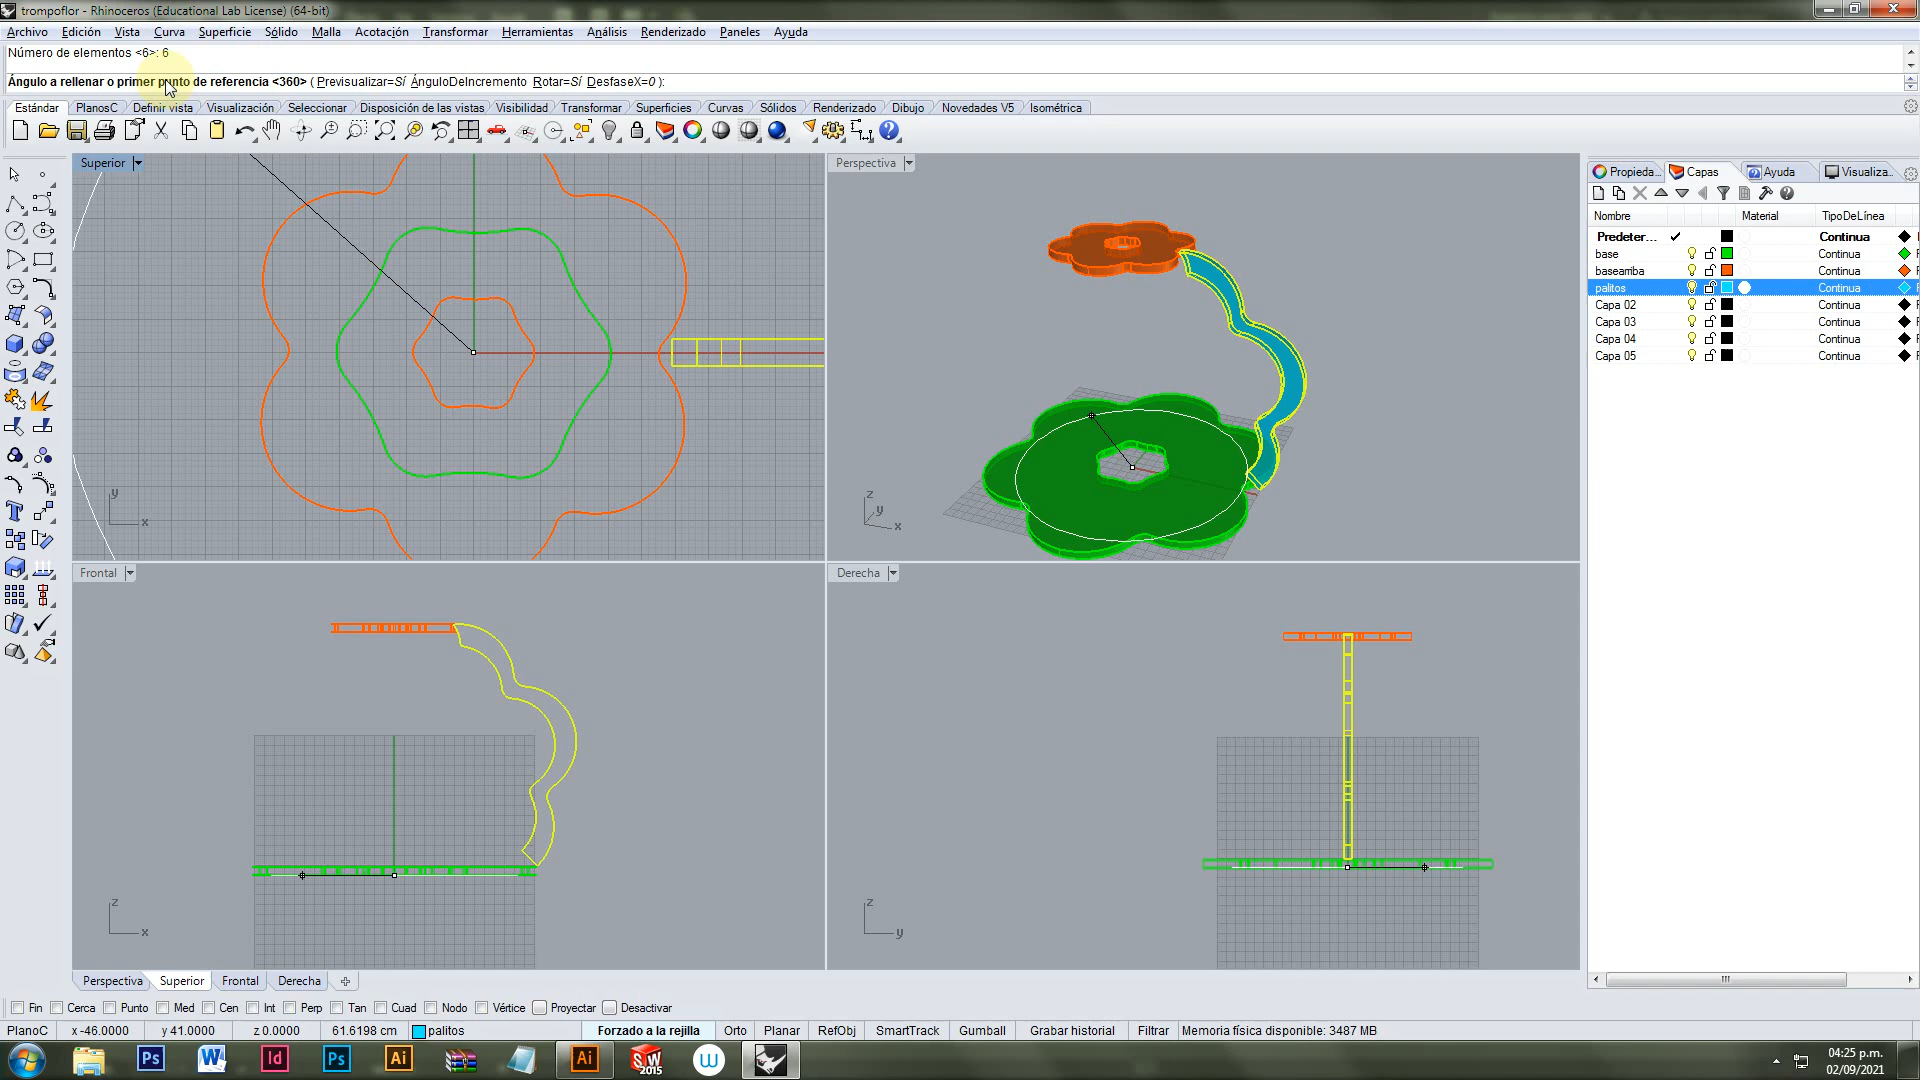 trompoflor - Rhinoceros (Educational Lab License) (64-bit)
Archivo Edición Vista Curva Superficie Sólido Malla Acotación Transformar Herramientas Análisis Renderizado Paneles Ayuda
Número de elementos <6>: 6
Ángulo a rellenar o primer punto de referencia <360> ( Previsualizar=Sí ÁnguloDeIncremento Rotar=Sí DesfaseX=0 ):
Estándar PlanosC Definir vista Visualización Seleccionar Disposición de las vistas Visibilidad Transformar Superficies Curvas Sólidos Renderizado Dibujo Novedades V5 Isométrica
Superior
Perspectiva
Propieda... Capas Ayuda Visualiza...
Nombre Material TipoDeLínea
Predeter... Continua
base Continua
baseamba Continua
palitos Continua
Capa 02 Continua
Capa 03 Continua
Capa 04 Continua
Capa 05 Continua
y
x
z
y
x
Frontal
Derecha
z
x
z
y
Perspectiva Superior Frontal Derecha
Fin Cerca Punto Med Cen Int Perp Tan Cuad Nodo Vértice Proyectar Desactivar
PlanoC x -46.0000 y 41.0000 z 0.0000 61.6198 cm palitos Forzado a la rejilla Orto Planar RefObj SmartTrack Gumball Grabar historial Filtrar Memoria física disponible: 3487 MB
Ps W Id Ps Ai Ai SW 2015 W
04:25 p.m.
02/09/2021